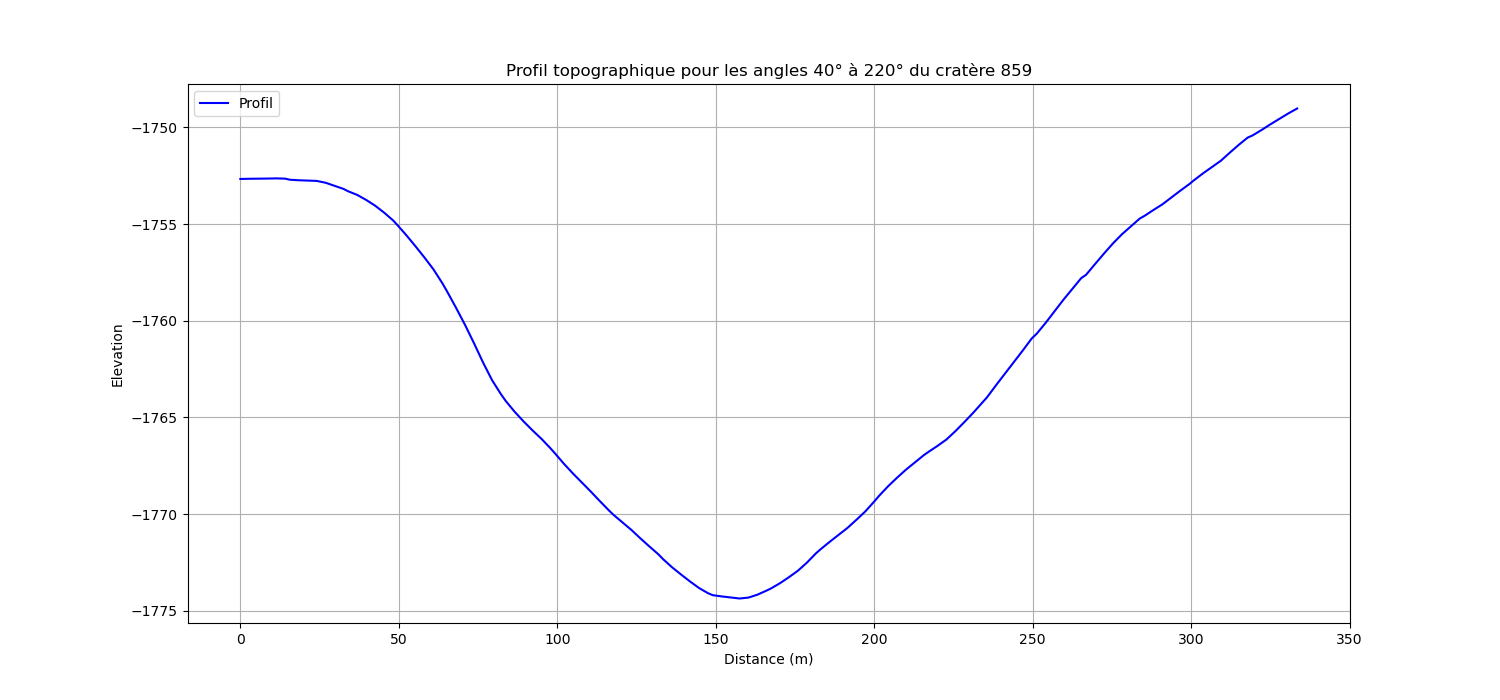 Profil topographique pour les angles 40° à 220° du cratère 859
Profil
−1750
−1755
−1760
−1765
−1770
−1775
Elevation
0 50 100 150 200 250 300 350
Distance (m)